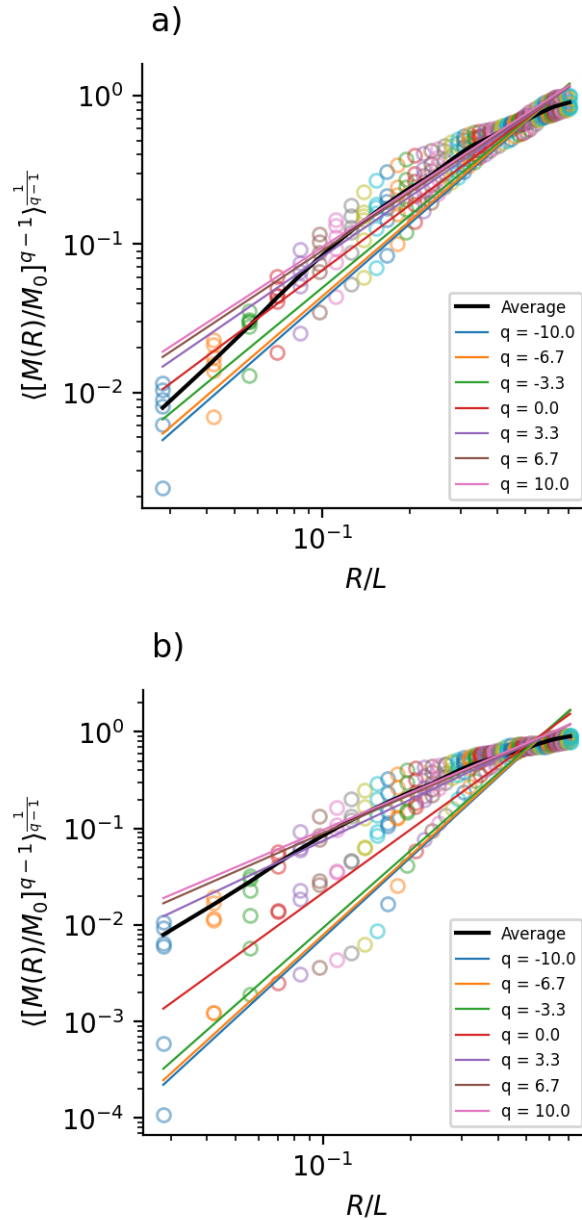 a)
10⁰
10⁻¹
10⁻²
⟨[M(R)/M₀]^{q − 1}⟩^{\frac{1}{q−1}}
Average
q = -10.0
q = -6.7
q = -3.3
q = 0.0
q = 3.3
q = 6.7
q = 10.0
10⁻¹
R/L
b)
10⁰
10⁻¹
10⁻²
10⁻³
10⁻⁴
⟨[M(R)/M₀]^{q − 1}⟩^{\frac{1}{q−1}}
Average
q = -10.0
q = -6.7
q = -3.3
q = 0.0
q = 3.3
q = 6.7
q = 10.0
10⁻¹
R/L